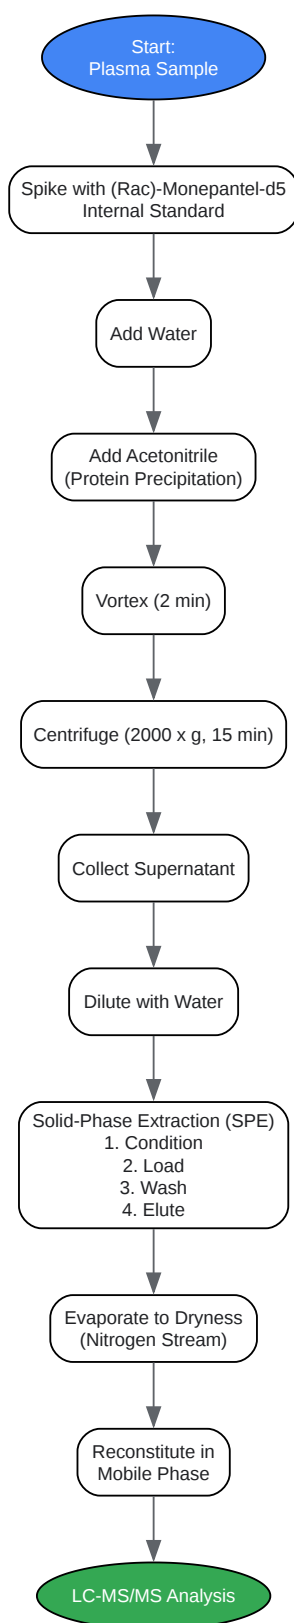 Start:
Plasma Sample
Spike with (Rac)-Monepantel-d5
Internal Standard
Add Water
Add Acetonitrile
(Protein Precipitation)
Vortex (2 min)
Centrifuge (2000 x g, 15 min)
Collect Supernatant
Dilute with Water
Solid-Phase Extraction (SPE)
1. Condition
2. Load
3. Wash
4. Elute
Evaporate to Dryness
(Nitrogen Stream)
Reconstitute in
Mobile Phase
LC-MS/MS Analysis